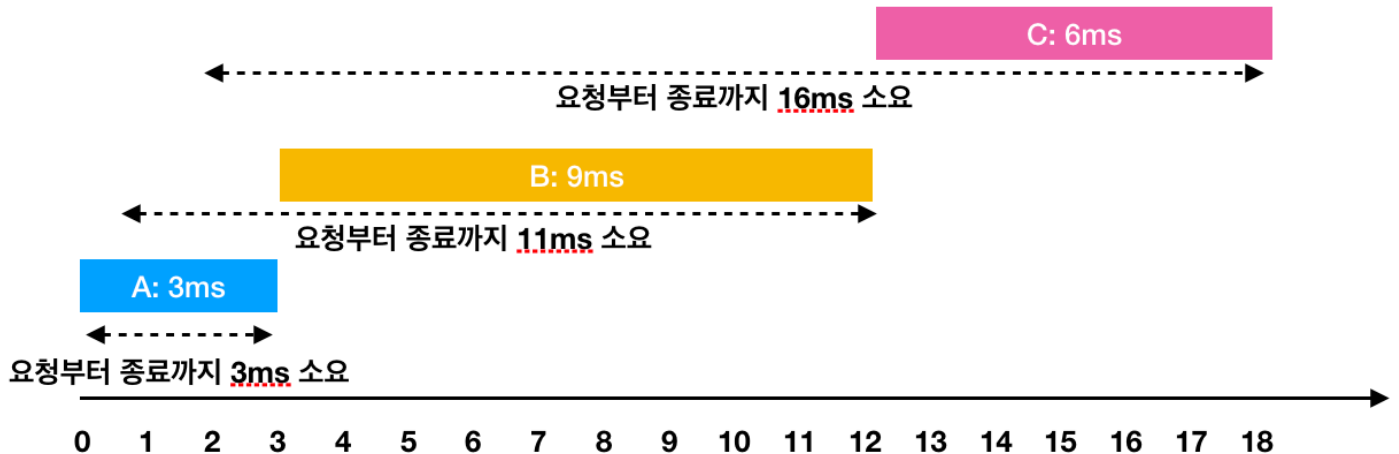 C: 6ms
요청부터 종료까지 16ms 소요
B: 9ms
요청부터 종료까지 11ms 소요
A: 3ms
요청부터 종료까지 3ms 소요
0 1 2 3 4 5 6 7 8 9 10 11 12 13 14 15 16 17 18